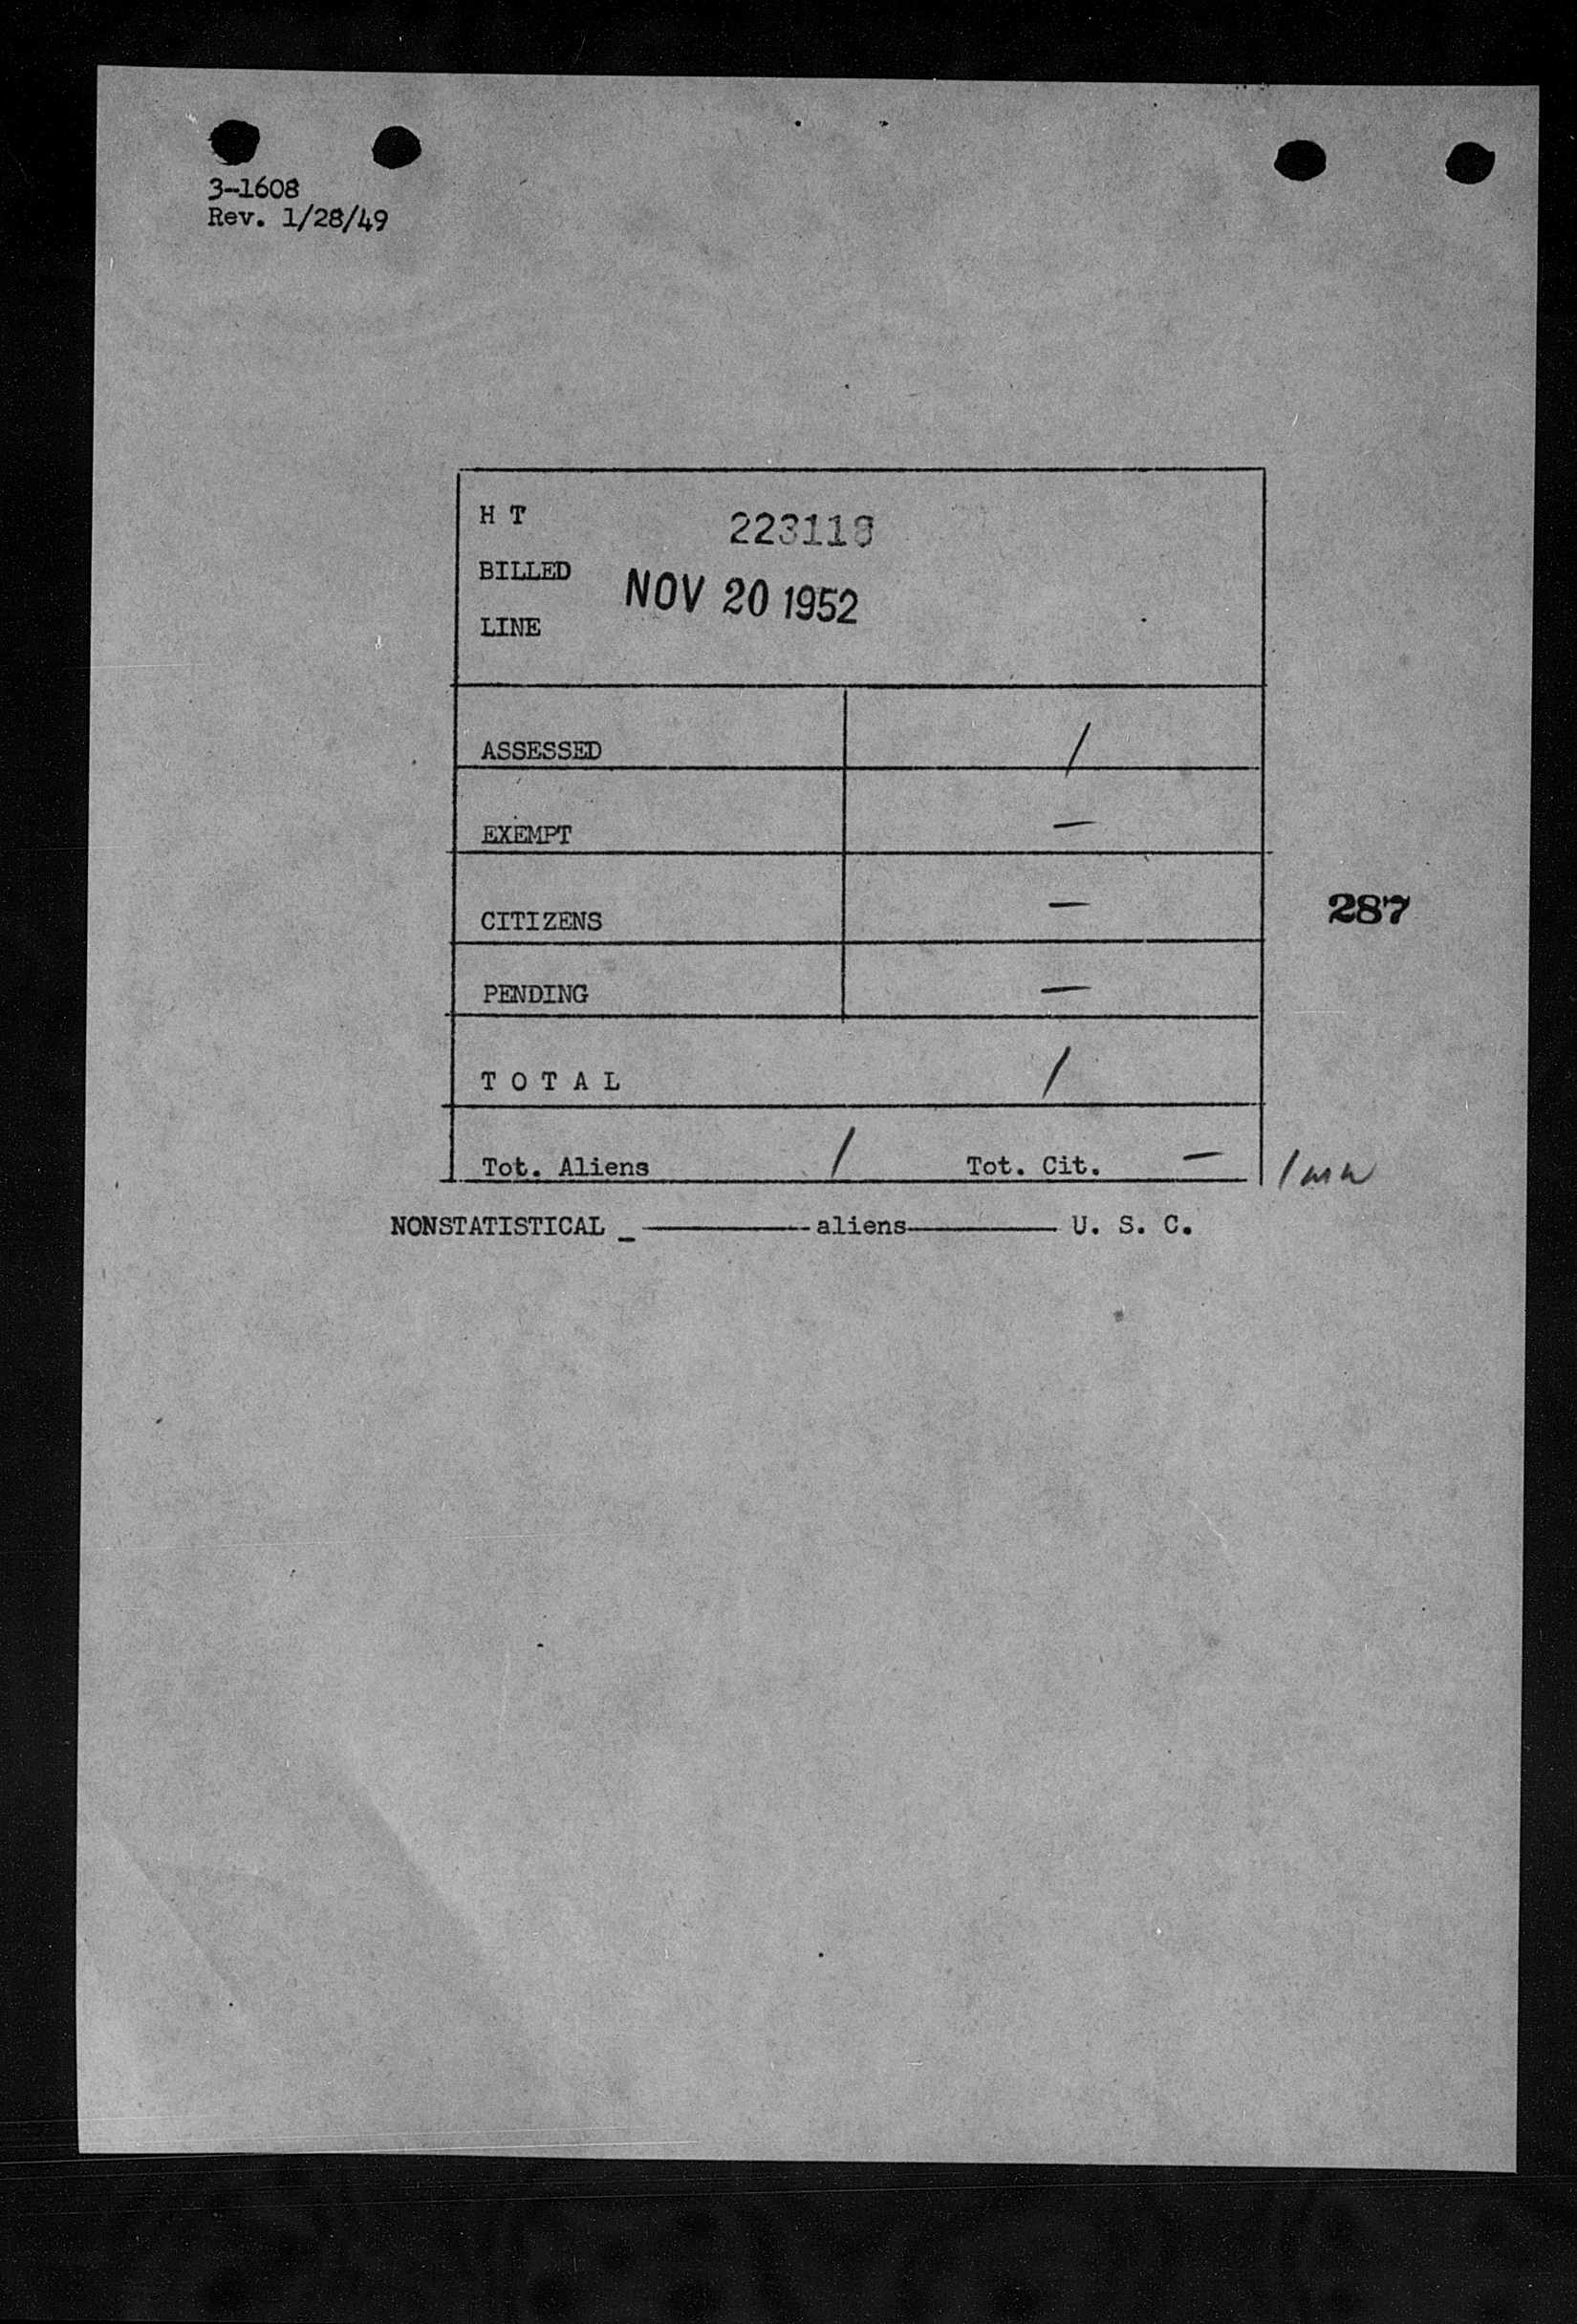 3-1608
Rev. 1/28/49
H T 223118
BILLED NOV 20 1952
LINE
ASSESSED /
EXEMPT —
CITIZENS —
287
PENDING —
T O T A L /
Tot. Aliens / Tot. Cit. —
NONSTATISTICAL _ ———— aliens ———— U. S. C.